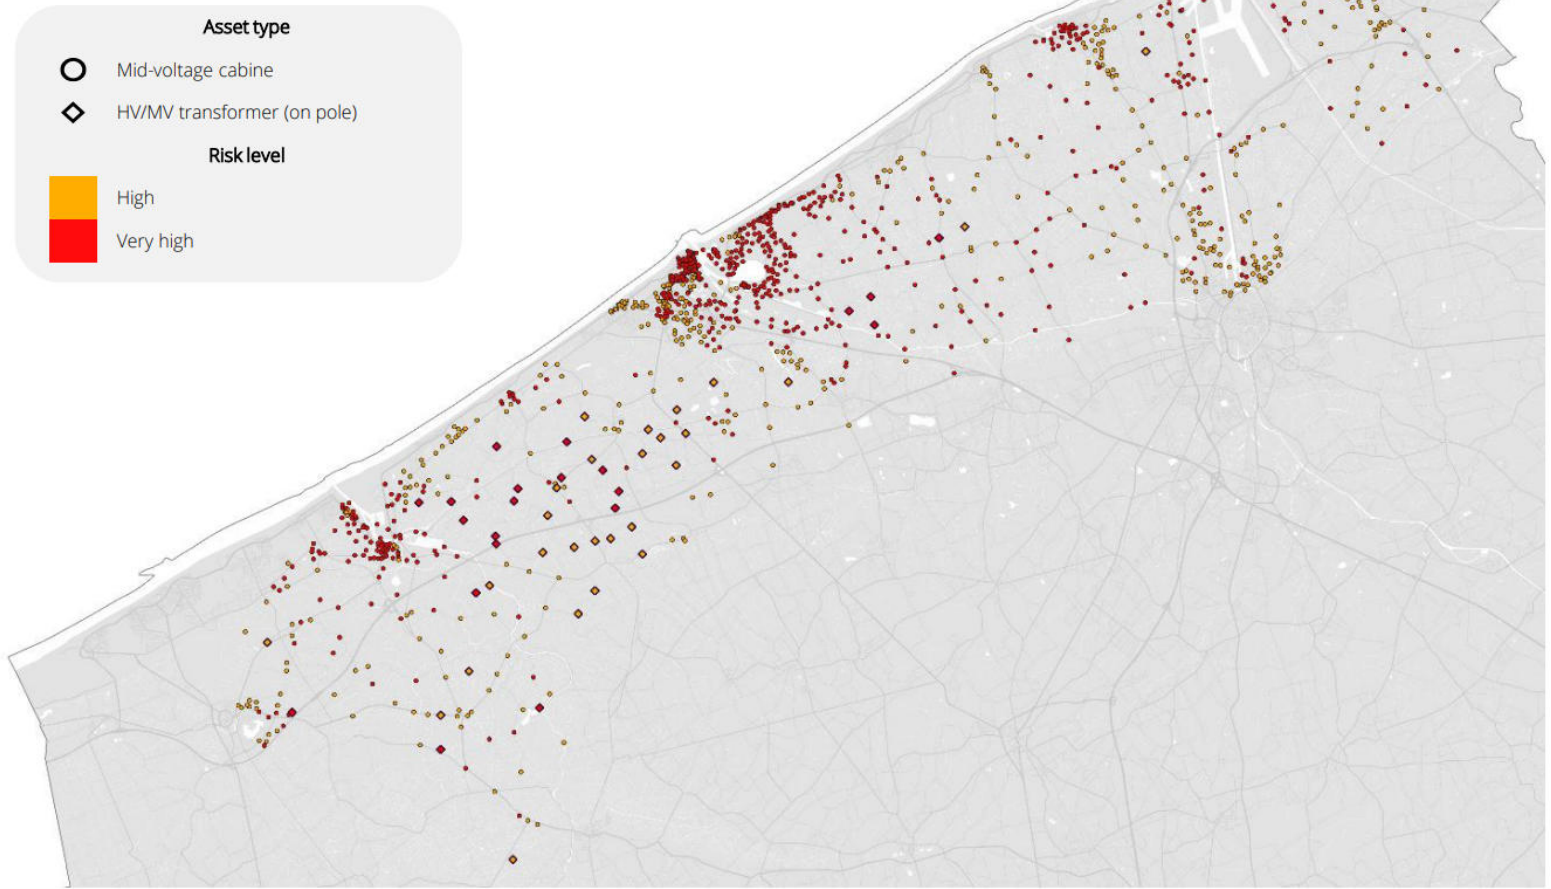 Asset type
Mid-voltage cabine
HV/MV transformer (on pole)
Risk level
High
Very high